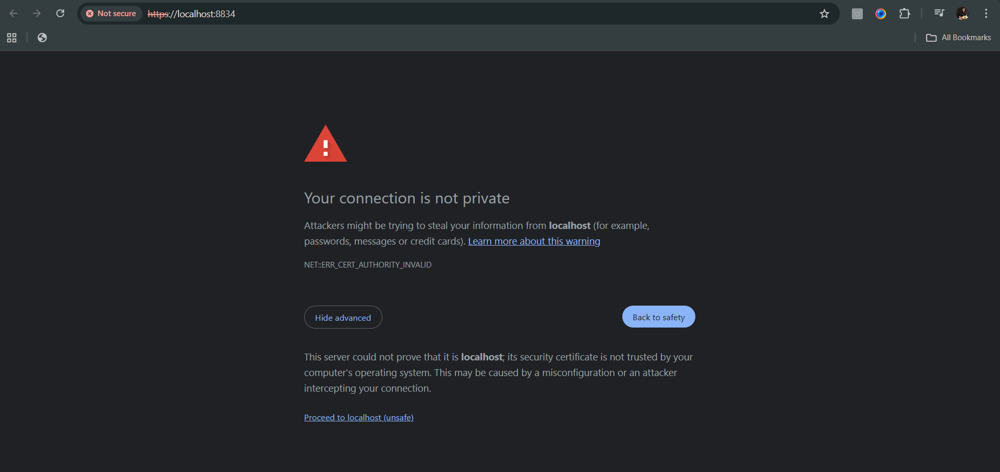 Not secure https://localhost:8834
All Bookmarks
Your connection is not private
Attackers might be trying to steal your information from localhost (for example,
passwords, messages or credit cards). Learn more about this warning
NET::ERR_CERT_AUTHORITY_INVALID
Hide advanced
Back to safety
This server could not prove that it is localhost; its security certificate is not trusted by your
computer's operating system. This may be caused by a misconfiguration or an attacker
intercepting your connection.
Proceed to localhost (unsafe)